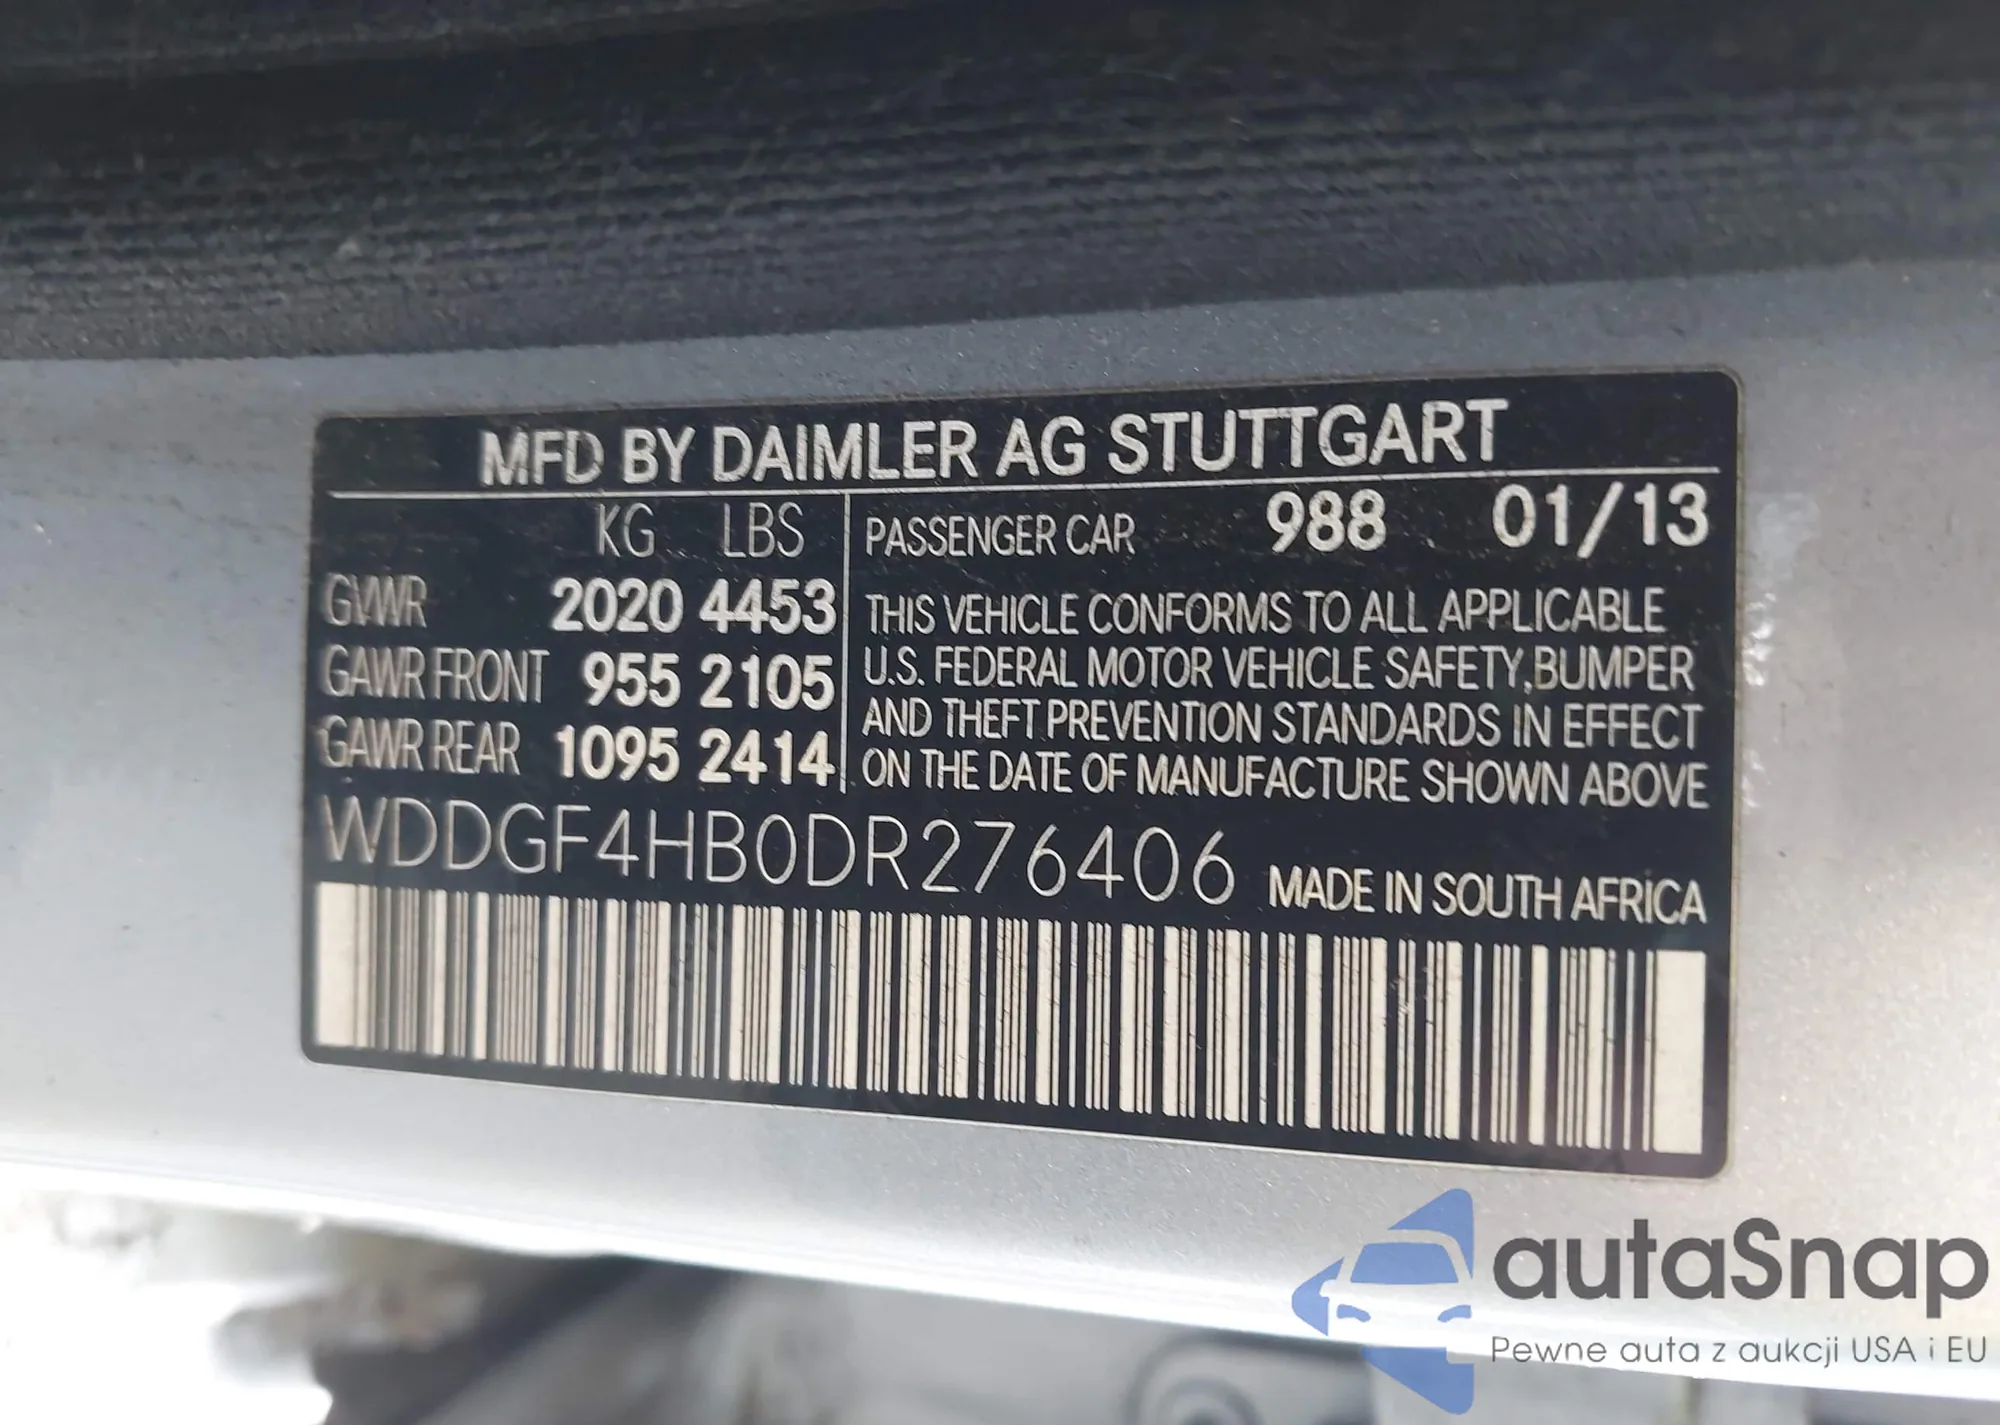 MFD BY DAIMLER AG STUTTGART
KG LBS
GVWR 2020 4453
GAWR FRONT 955 2105
GAWR REAR 1095 2414
PASSENGER CAR 988 01/13
THIS VEHICLE CONFORMS TO ALL APPLICABLE
U.S. FEDERAL MOTOR VEHICLE SAFETY, BUMPER
AND THEFT PREVENTION STANDARDS IN EFFECT
ON THE DATE OF MANUFACTURE SHOWN ABOVE
WDDGF4HB0DR276406 MADE IN SOUTH AFRICA
autaSnap
Pewne auta z aukcji USA i EU